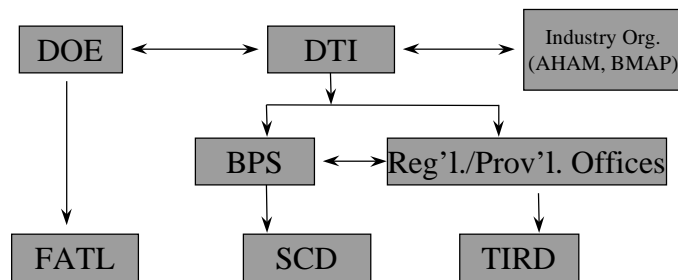 DOE
DTI
Industry Org.
(AHAM, BMAP)
BPS
Reg’l./Prov’l. Offices
FATL
SCD
TIRD